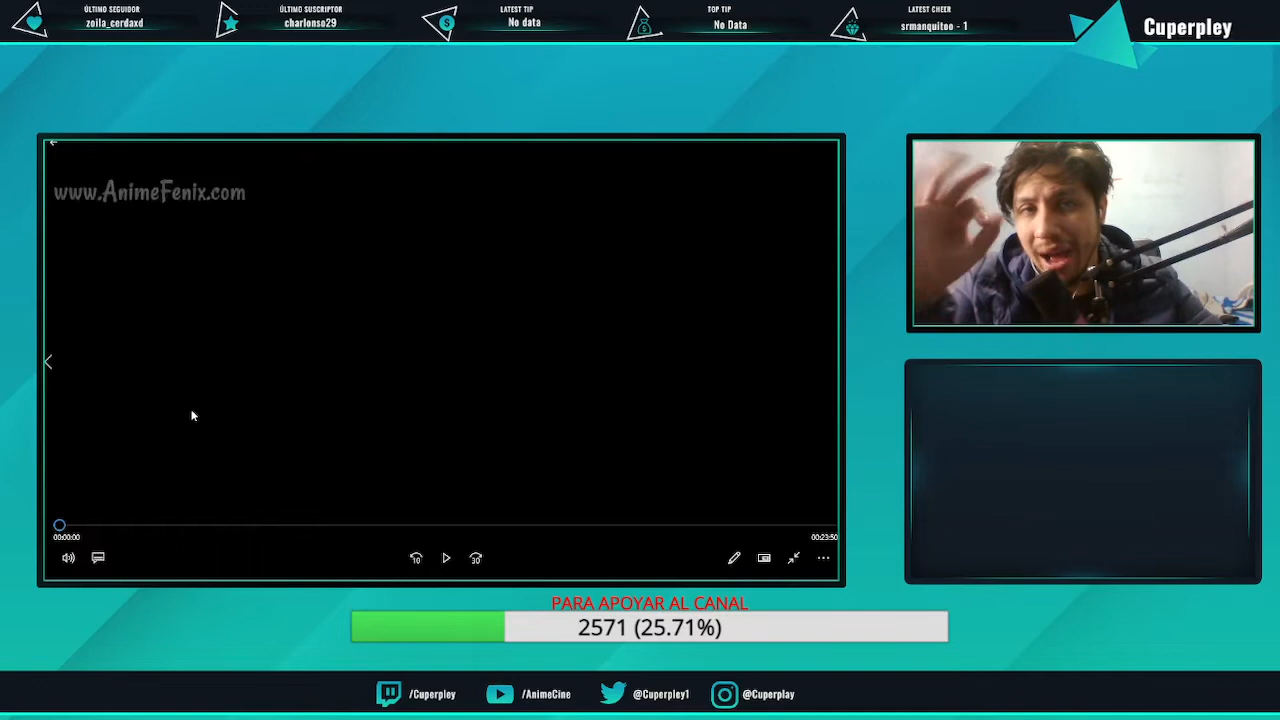 ÚLTIMO SEGUIDOR
zoila_cerdaxd
ÚLTIMO SUSCRIPTOR
charlonso29
LATEST TIP
No data
TOP TIP
No Data
LATEST CHEER
srmanquitoo - 1
Cuperpley
www.AnimeFenix.com
00:00:00
00:23:50
10
30
PARA APOYAR AL CANAL
2571 (25.71%)
/Cuperpley
/AnimeCine
@Cuperpley1
@Cuperplay